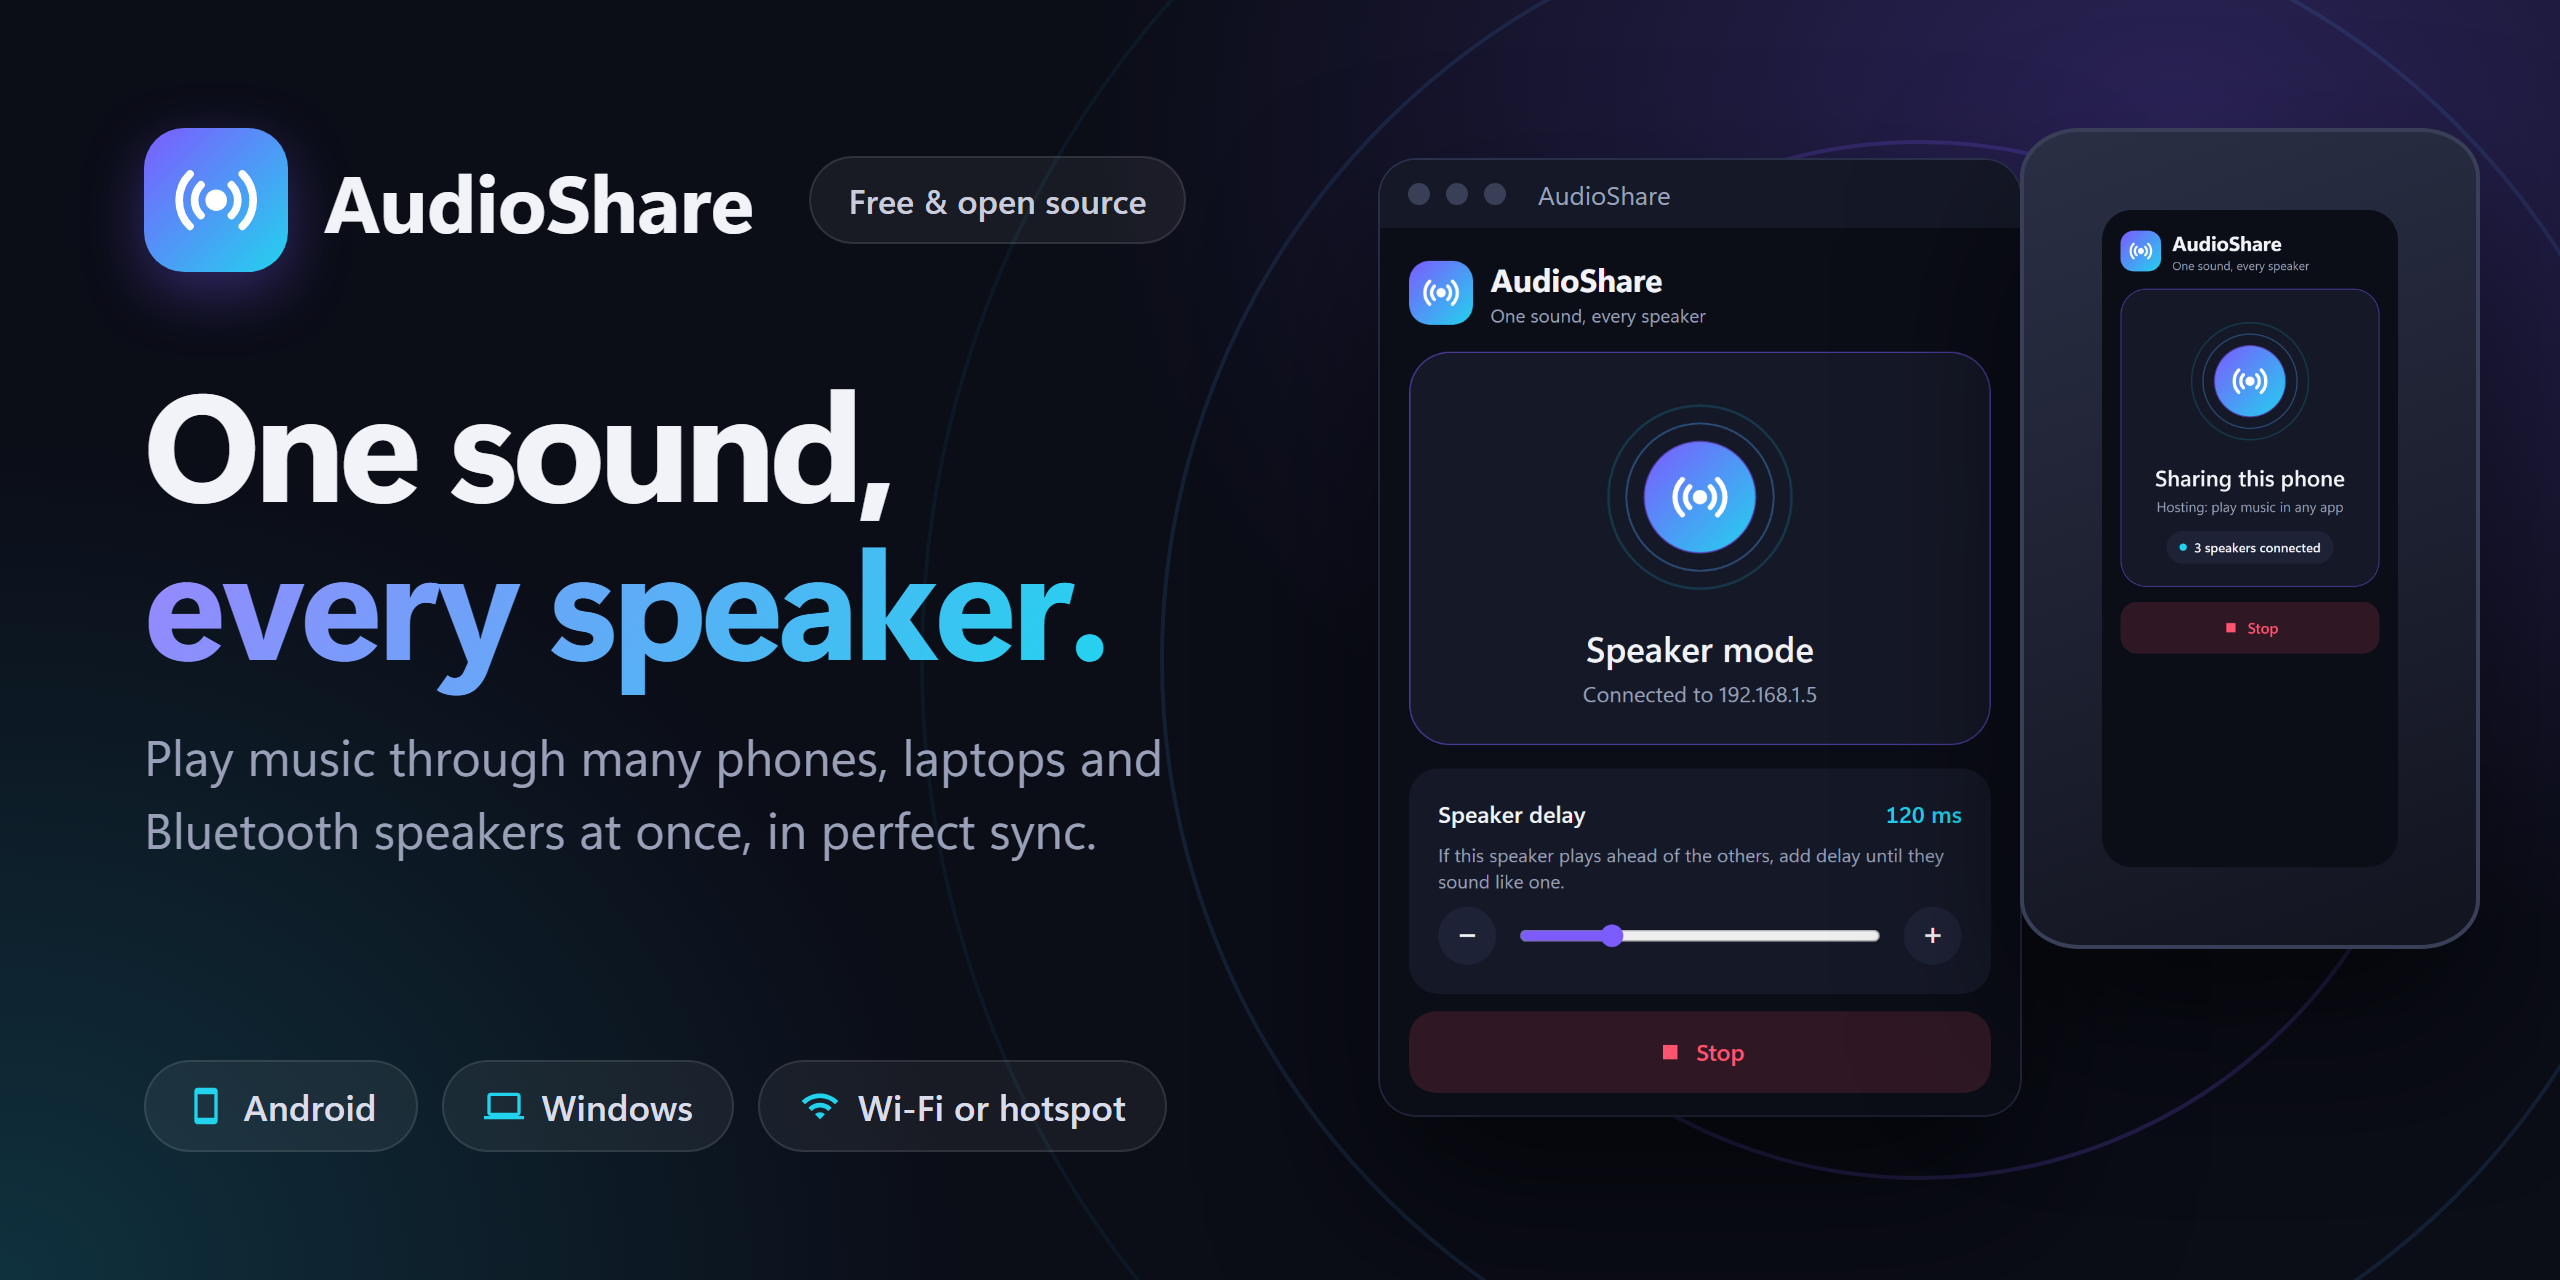 AudioShare
Free & open source
One sound,
every speaker.
Play music through many phones, laptops and
Bluetooth speakers at once, in perfect sync.
Android
Windows
Wi-Fi or hotspot
AudioShare
AudioShare
One sound, every speaker
Speaker mode
Connected to 192.168.1.5
Speaker delay
120 ms
If this speaker plays ahead of the others, add delay until they
sound like one.
−
+
Stop
AudioShare
One sound, every speaker
Sharing this phone
Hosting: play music in any app
3 speakers connected
Stop